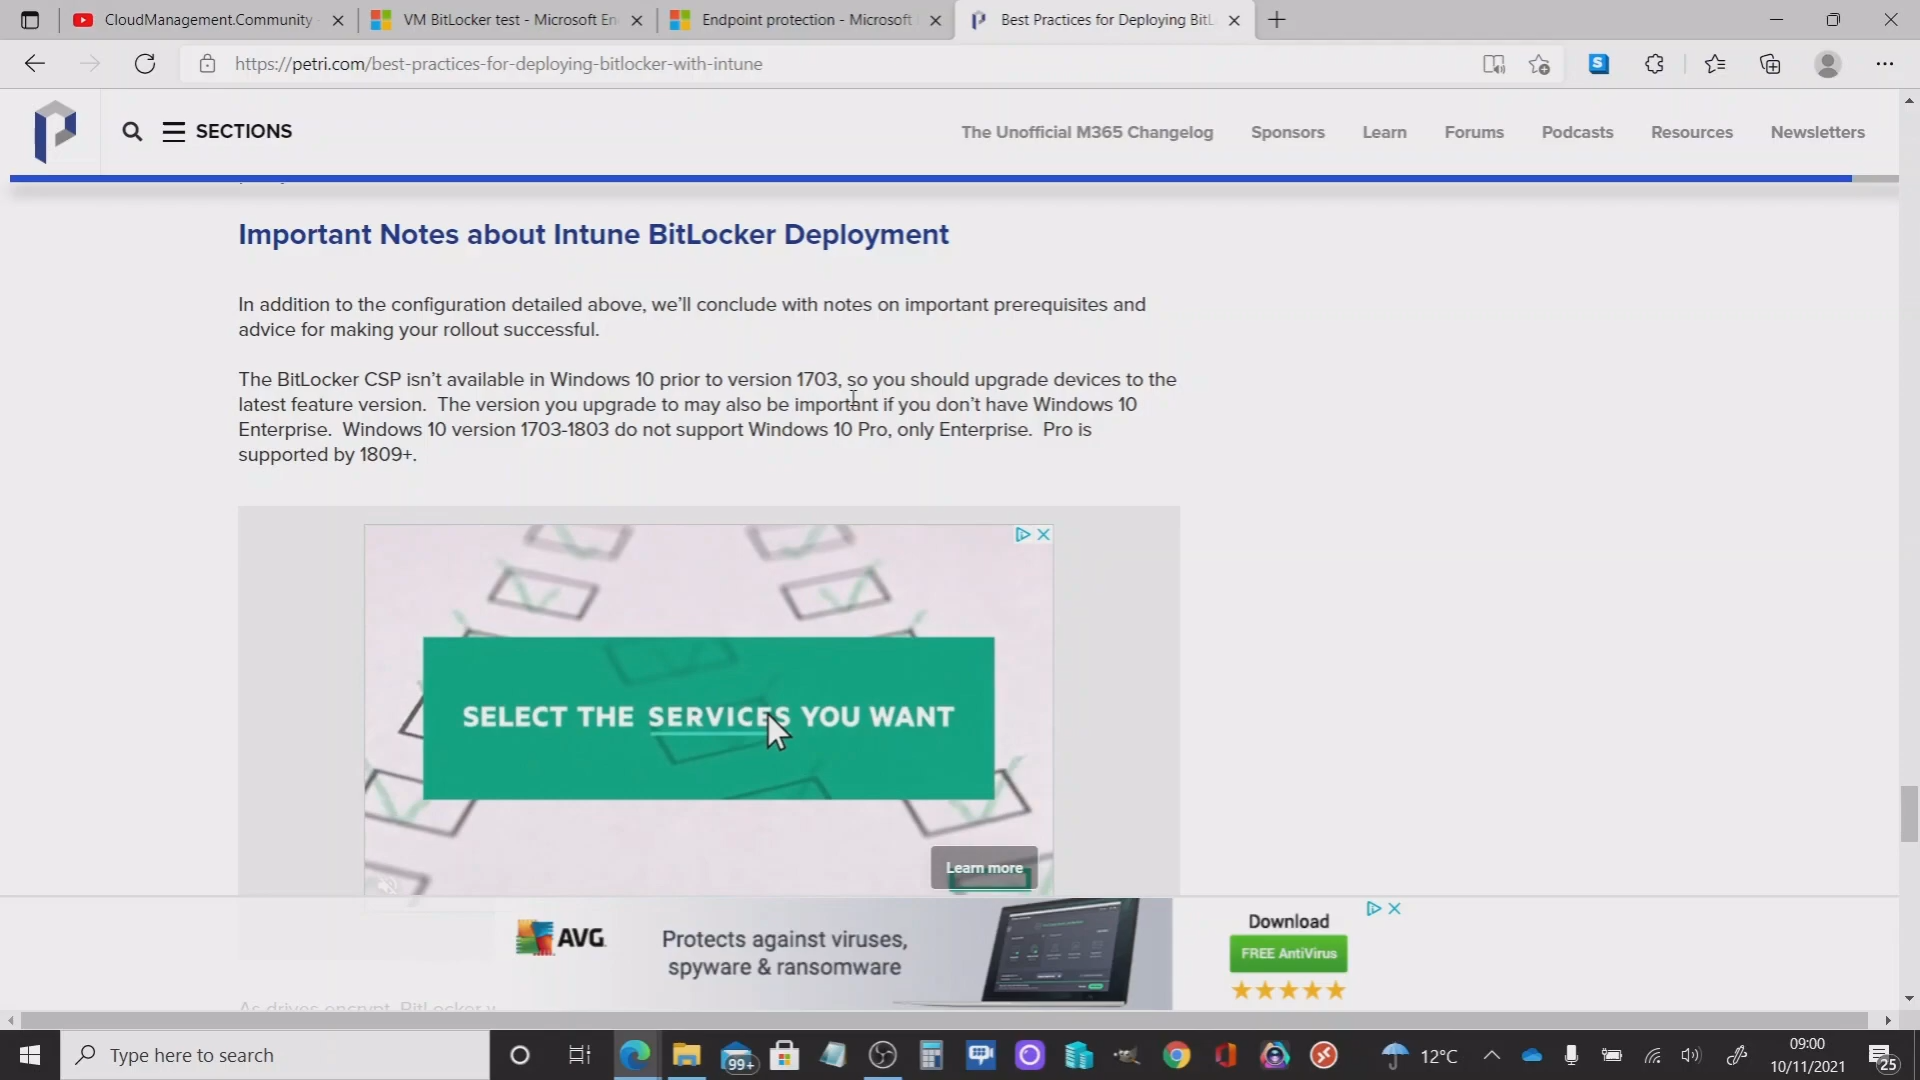 CloudManagement.Community
VM BitLocker test - Microsoft En
Endpoint protection - Microsoft
Best Practices for Deploying BitL
https://petri.com/best-practices-for-deploying-bitlocker-with-intune
SECTIONS
The Unofficial M365 Changelog
Sponsors
Learn
Forums
Podcasts
Resources
Newsletters
Important Notes about Intune BitLocker Deployment
In addition to the configuration detailed above, we'll conclude with notes on important prerequisites and
advice for making your rollout successful.
The BitLocker CSP isn't available in Windows 10 prior to version 1703, so you should upgrade devices to the
latest feature version. The version you upgrade to may also be important if you don't have Windows 10
Enterprise. Windows 10 version 1703-1803 do not support Windows 10 Pro, only Enterprise. Pro is
supported by 1809+.
SELECT THE SERVICES YOU WANT
Learn more
AVG
Protects against viruses,
spyware & ransomware
Download
FREE AntiVirus
As drives encrypt, BitLocker
Type here to search
99+
12°C
09:00
10/11/2021
25